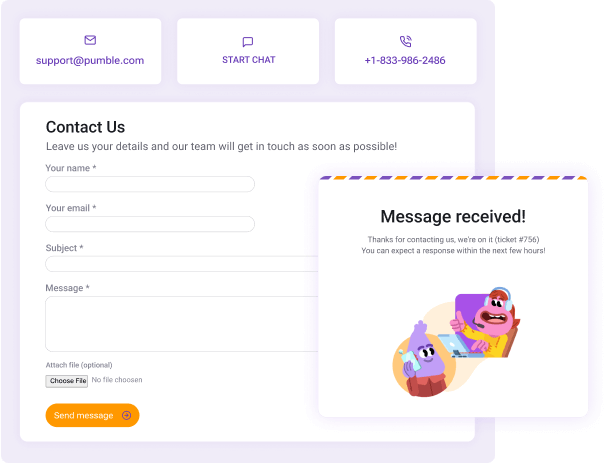 support@pumble.com
START CHAT
+1-833-986-2486
Contact Us
Leave us your details and our team will get in touch as soon as possible!
Your name *
Your email *
Subject *
Message *
Attach file (optional)
Choose File No file choosen
Send message
Message received!
Thanks for contacting us, we're on it (ticket #756)
You can expect a response within the next few hours!